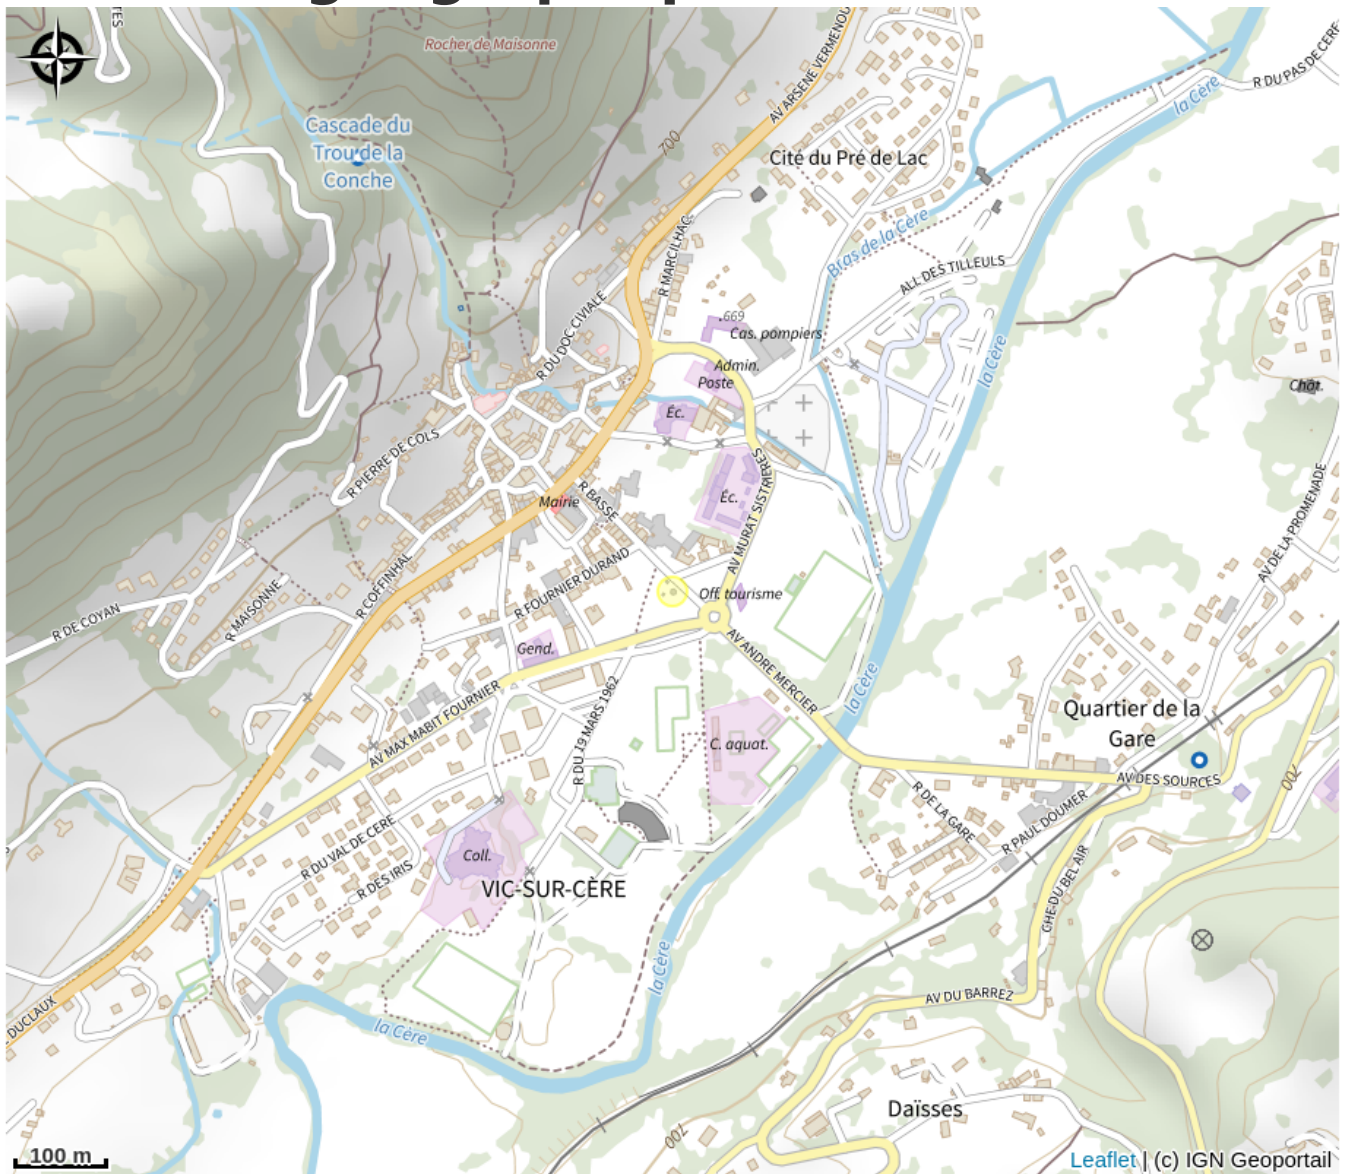 TES
Rocher de Maisonne
AV ARSENE VERMENOU
R DU PAS DE CERE
la Cère
Cascade du
Trou de la
Conche
700
Cité du Pré de Lac
Bras de la Cère
R MARCILHAC
ALL DES TILLEULS
R DU DOC CIVIALE
669
Cas. pompiers
la Cère
Admin.
Poste
Chât.
Éc.
R PIERRE DE COLS
Éc.
Mairie
R BASSE
AV MURAT SISTRIERES
AV DE LA PROMENADE
R COFFINHAL
R FOURNIER DURAND
R MAISONNE
R DE COYAN
Off. tourisme
Gend.
AV ANDRE MERCIER
la Cère
AV MAX MABIT FOURNIER
R DU 19 MARS 1962
Quartier de la
Gare
C. aquat.
AV DES SOURCES
700
R DE LA GARE
R PAUL DOUMER
R DU VAL DE CERE
R DES IRIS
Coll.
VIC-SUR-CÈRE
CHE DU BEL AIR
la Cère
AV DU BARREZ
DUCLAUX
la Cère
Daïsses
700
100 m
Leaflet | (c) IGN Geoportail